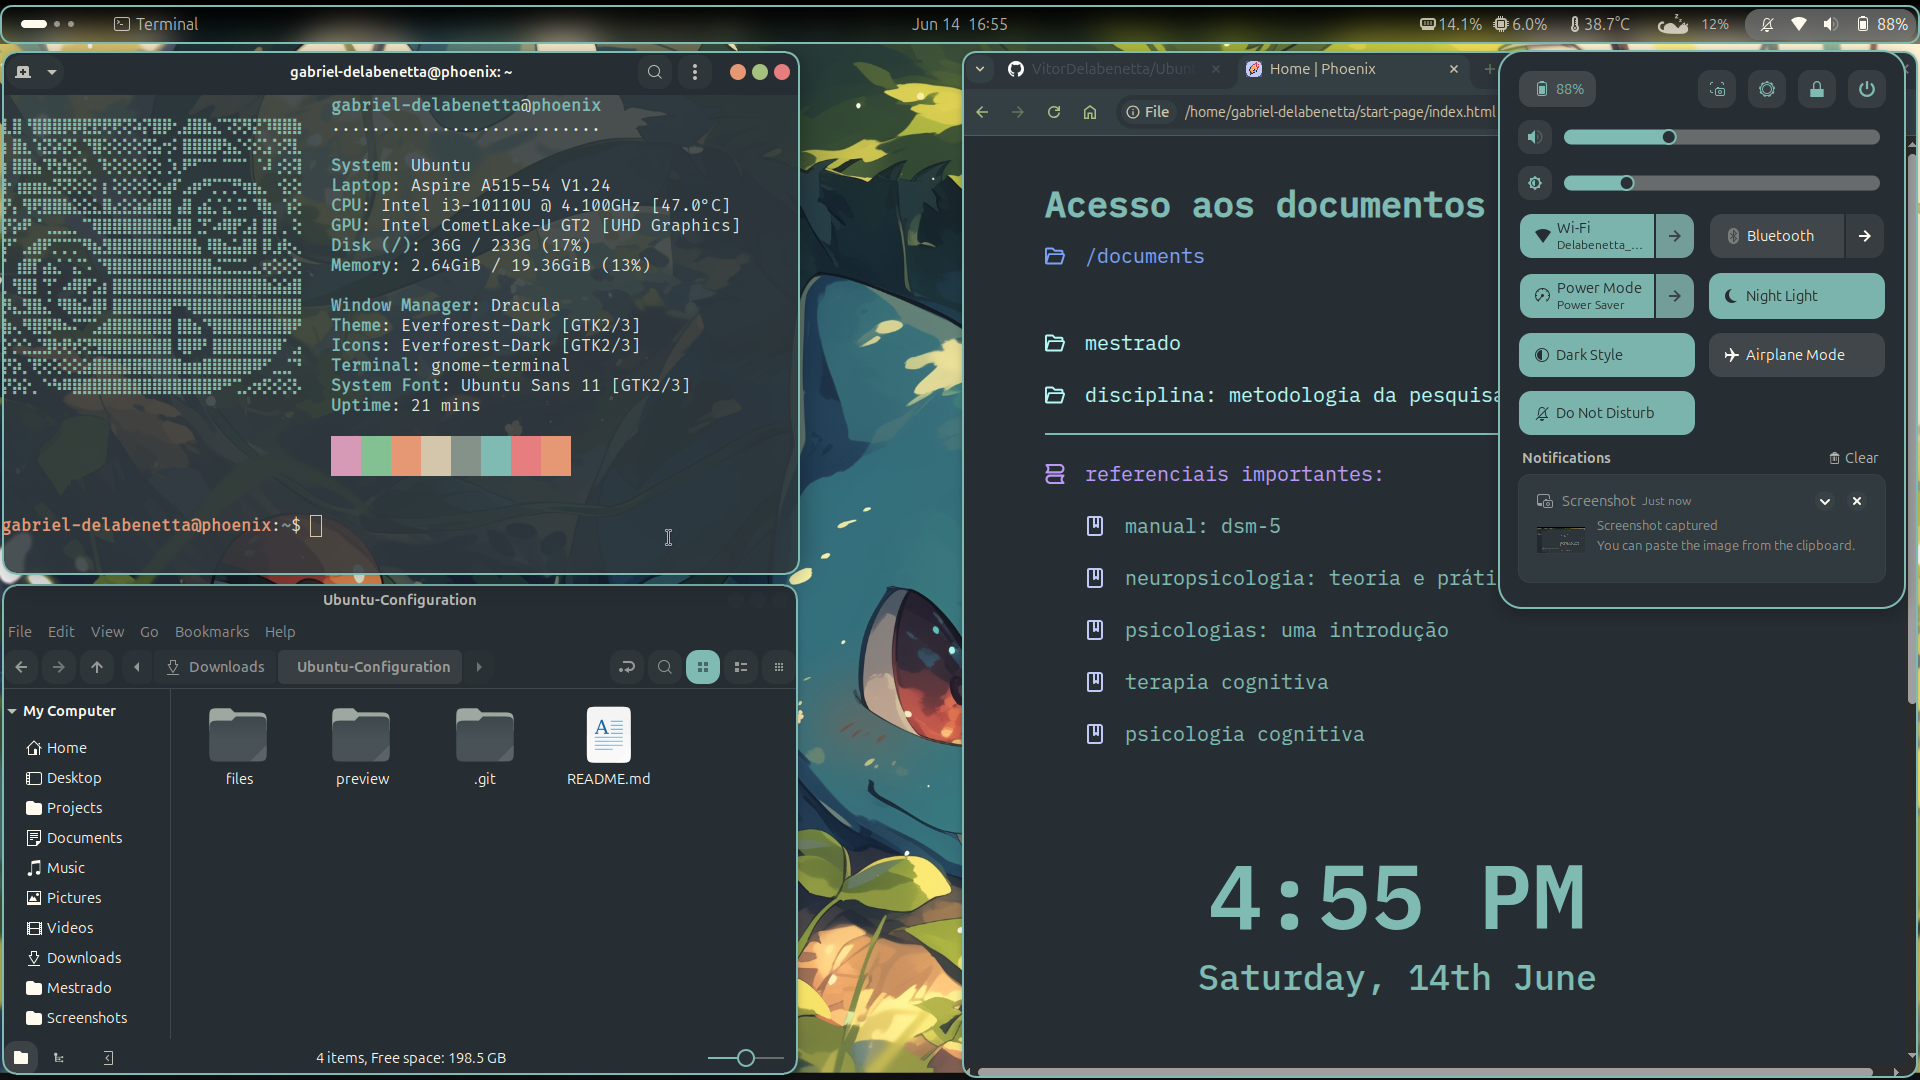 Terminal
Jun 14 16:55
14.1% 6.0% 38.7°C 12% 88%
gabriel-delabenetta@phoenix: ~
gabriel-delabenetta@phoenix
...........................
System: Ubuntu
Laptop: Aspire A515-54 V1.24
CPU: Intel i3-10110U @ 4.100GHz [47.0°C]
GPU: Intel CometLake-U GT2 [UHD Graphics]
Disk (/): 36G / 233G (17%)
Memory: 2.64GiB / 19.36GiB (13%)
Window Manager: Dracula
Theme: Everforest-Dark [GTK2/3]
Icons: Everforest-Dark [GTK2/3]
Terminal: gnome-terminal
System Font: Ubuntu Sans 11 [GTK2/3]
Uptime: 21 mins
gabriel-delabenetta@phoenix:~$
Ubuntu-Configuration
File Edit View Go Bookmarks Help
Downloads Ubuntu-Configuration
My Computer
Home
Desktop
Projects
Documents
Music
Pictures
Videos
Downloads
Mestrado
Screenshots
files
preview
.git
README.md
4 items, Free space: 198.5 GB
VitorDelabenetta/Ubun
Home | Phoenix
File /home/gabriel-delabenetta/start-page/index.html
Acesso aos documentos
/documents
mestrado
disciplina: metodologia da pesquisa
referenciais importantes:
manual: dsm-5
neuropsicologia: teoria e práti
psicologias: uma introdução
terapia cognitiva
psicologia cognitiva
4:55 PM
Saturday, 14th June
88%
Wi-Fi
Delabenetta_...
Bluetooth
Power Mode
Power Saver
Night Light
Dark Style
Airplane Mode
Do Not Disturb
Notifications
Clear
Screenshot Just now
Screenshot captured
You can paste the image from the clipboard.